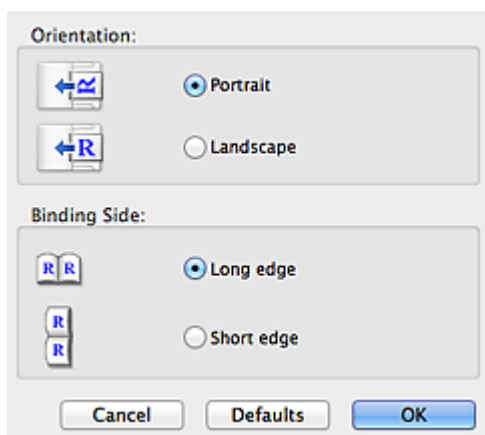 Orientation:
R
Portrait
R
Landscape
Binding Side:
R R
Long edge
R
R
Short edge
Cancel Defaults OK